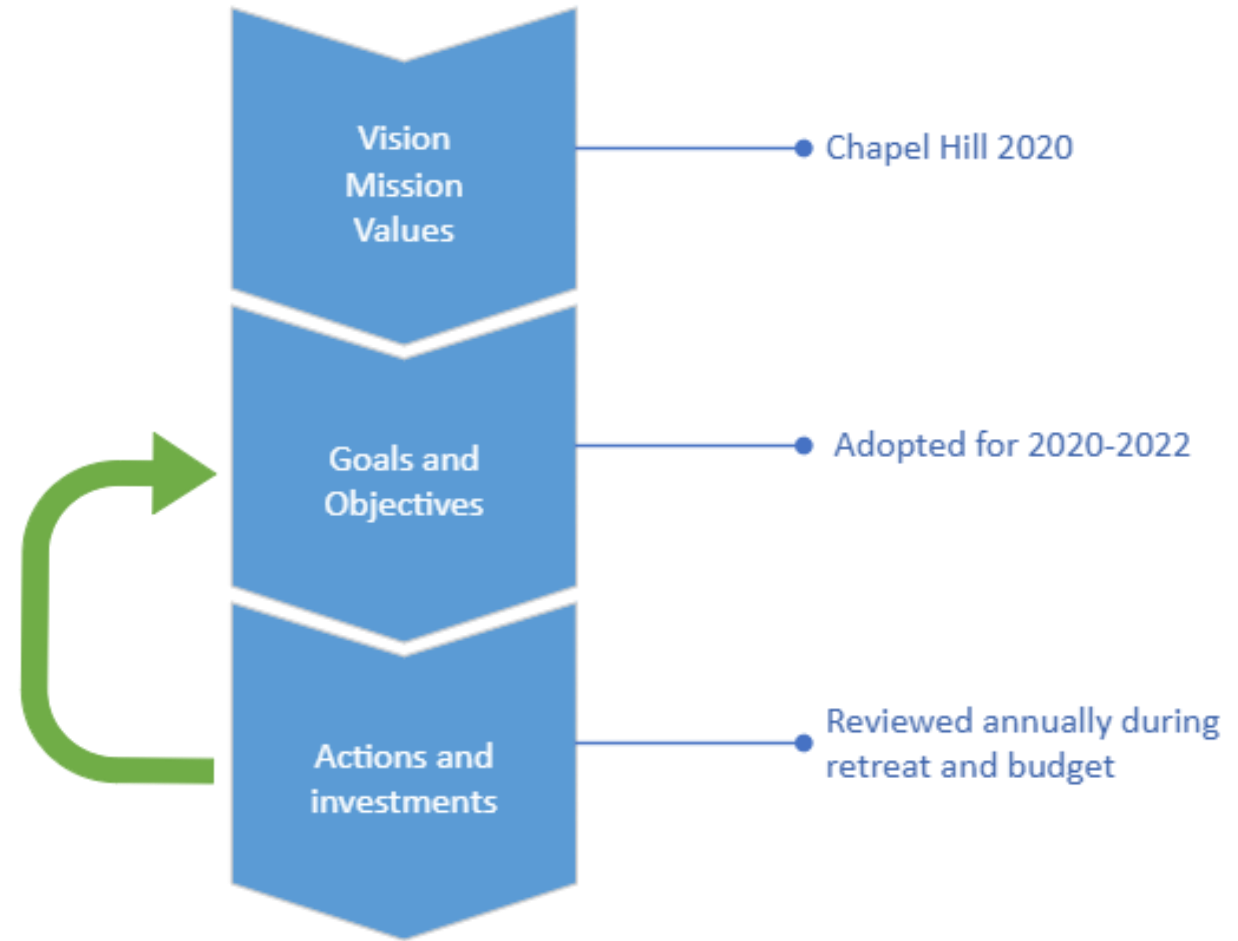 Vision
Mission
Values
Chapel Hill 2020
Goals and
Objectives
Adopted for 2020-2022
Actions and
investments
Reviewed annually during
retreat and budget